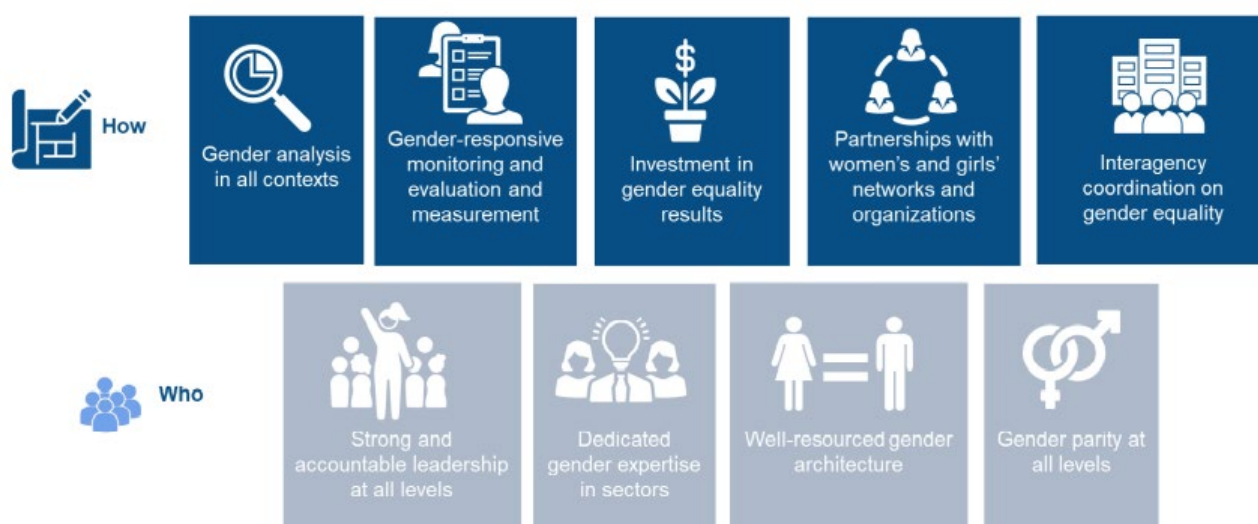 How
Gender analysis
in all contexts
Gender-responsive
monitoring and
evaluation and
measurement
$
Investment in
gender equality
results
Partnerships with
women's and girls'
networks and
organizations
Interagency
coordination on
gender equality
Who
Strong and
accountable leadership
at all levels
Dedicated
gender expertise
in sectors
Well-resourced gender
architecture
Gender parity at
all levels